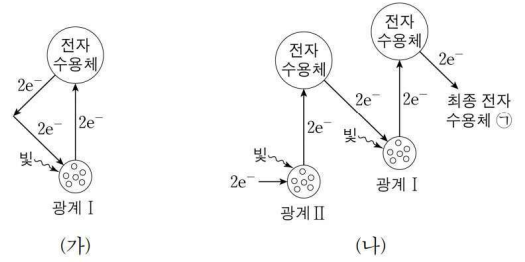 전자
수용체
2e⁻
2e⁻
2e⁻
빛
광계 Ⅰ
(가)
전자
수용체
전자
수용체
2e⁻
2e⁻
2e⁻
최종 전자
수용체 ㉠
2e⁻
빛
광계 Ⅰ
빛
2e⁻
광계 Ⅱ
(나)